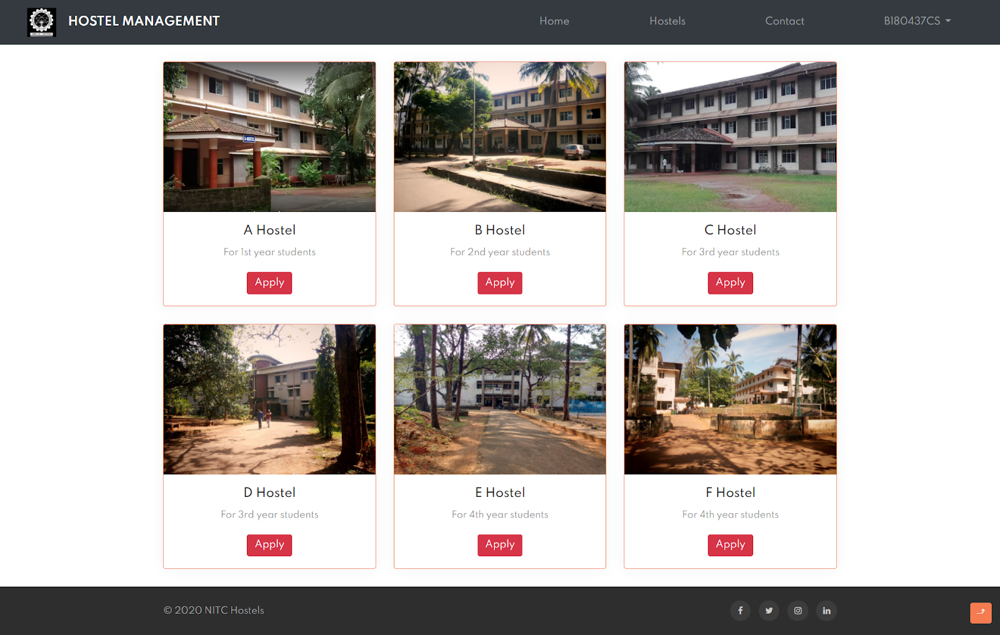 HOSTEL MANAGEMENT
Home
Hostels
Contact
B180437CS
A-HOSTEL
A Hostel
For 1st year students
Apply
B Hostel
For 2nd year students
Apply
C Hostel
For 3rd year students
Apply
D Hostel
For 3rd year students
Apply
E Hostel
For 4th year students
Apply
F Hostel
For 4th year students
Apply
© 2020 NITC Hostels